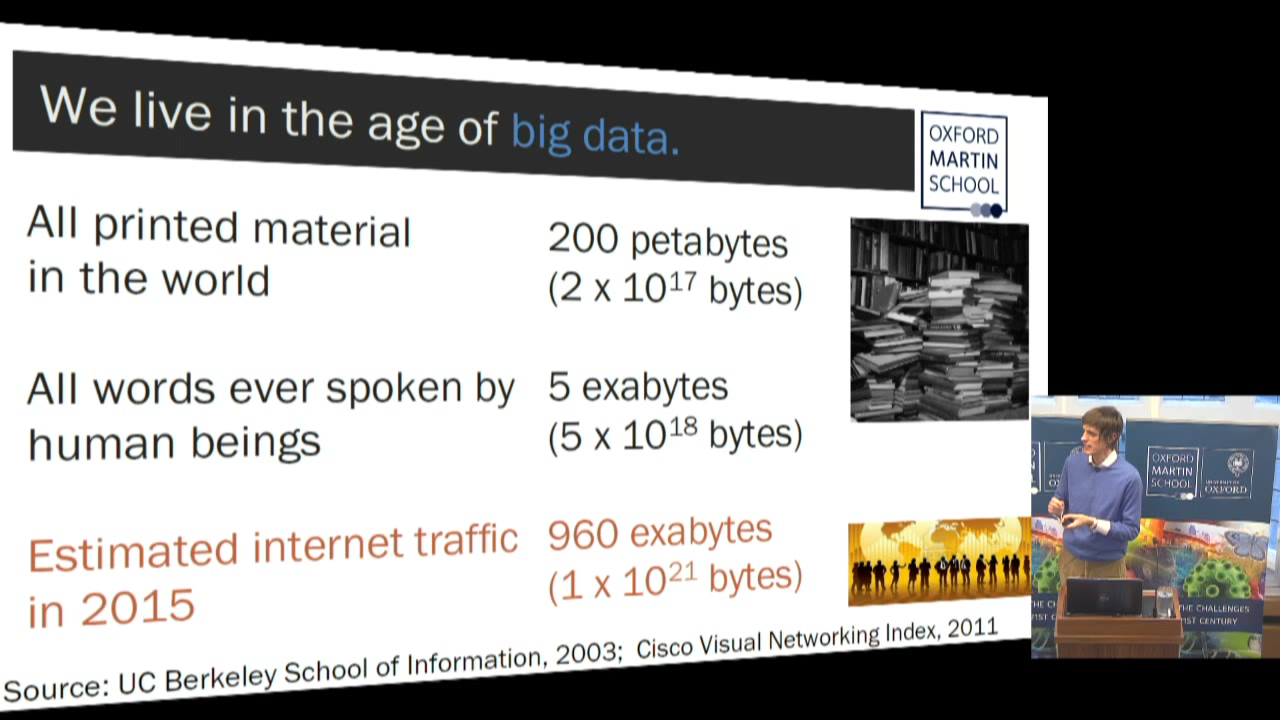 We live in the age of big data.
OXFORD
MARTIN
SCHOOL
All printed material
in the world
200 petabytes
(2 x 10¹⁷ bytes)
All words ever spoken by
human beings
5 exabytes
(5 x 10¹⁸ bytes)
Estimated internet traffic
in 2015
960 exabytes
(1 x 10²¹ bytes)
Source: UC Berkeley School of Information, 2003; Cisco Visual Networking Index, 2011
OXFORD
MARTIN
SCHOOL
UNIVERSITY OF
OXFORD
THE CHALLENGES
CENTURY